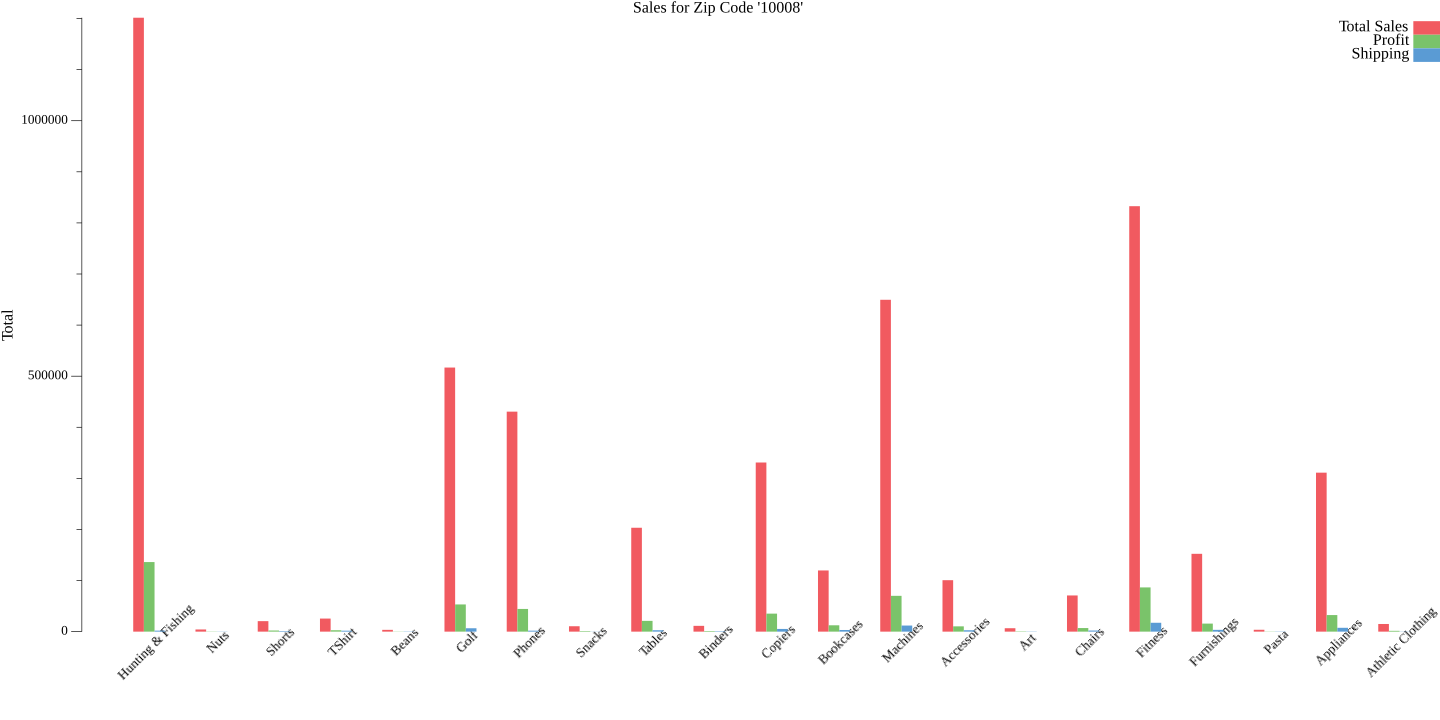 Sales for Zip Code '10008'
Total Sales
Profit
Shipping
Total
1000000
500000
0
Hunting & Fishing
Nuts
Shorts
TShirt
Beans
Golf
Phones
Snacks
Tables
Binders
Copiers
Bookcases
Machines
Accessories
Art
Chairs
Fitness
Furnishings
Pasta
Appliances
Athletic Clothing